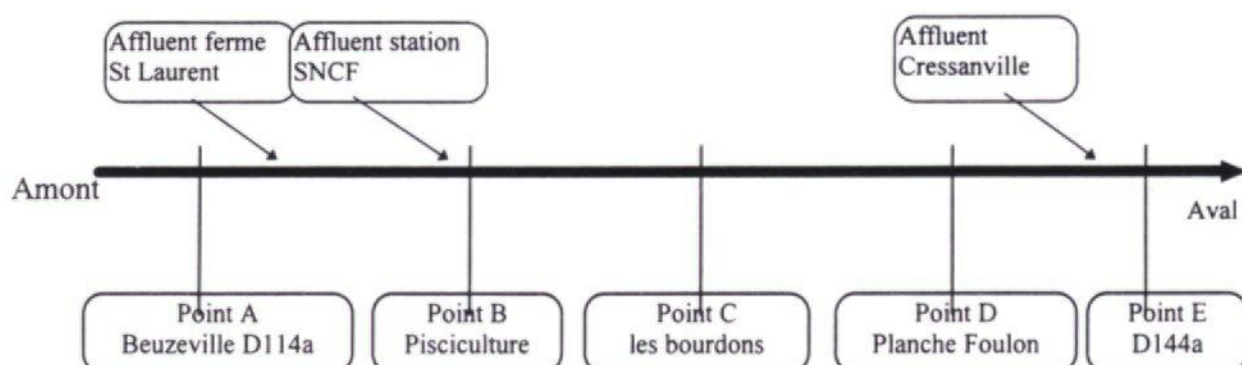 Affluent ferme
St Laurent
Affluent station
SNCF
Affluent
Cressanville
Amont
Aval
Point A
Beuzeville D114a
Point B
Pisciculture
Point C
les bourdons
Point D
Planche Foulon
Point E
D144a